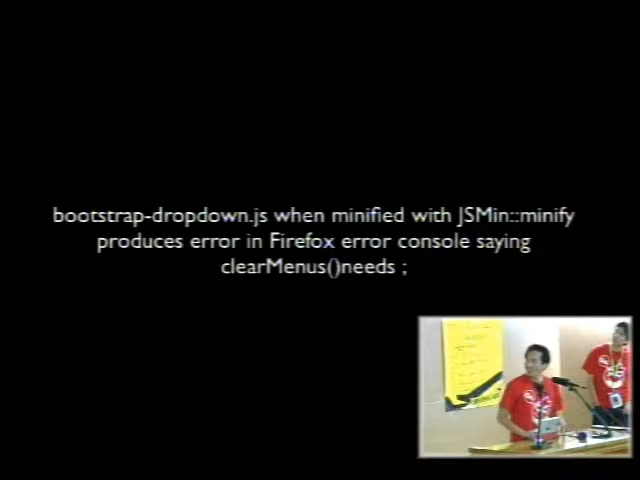 bootstrap-dropdown.js when minified with JSMin::minify
produces error in Firefox error console saying
clearMenus()needs ;